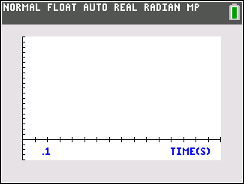 NORMAL FLOAT AUTO REAL RADIAN MP
.1 TIME(S)